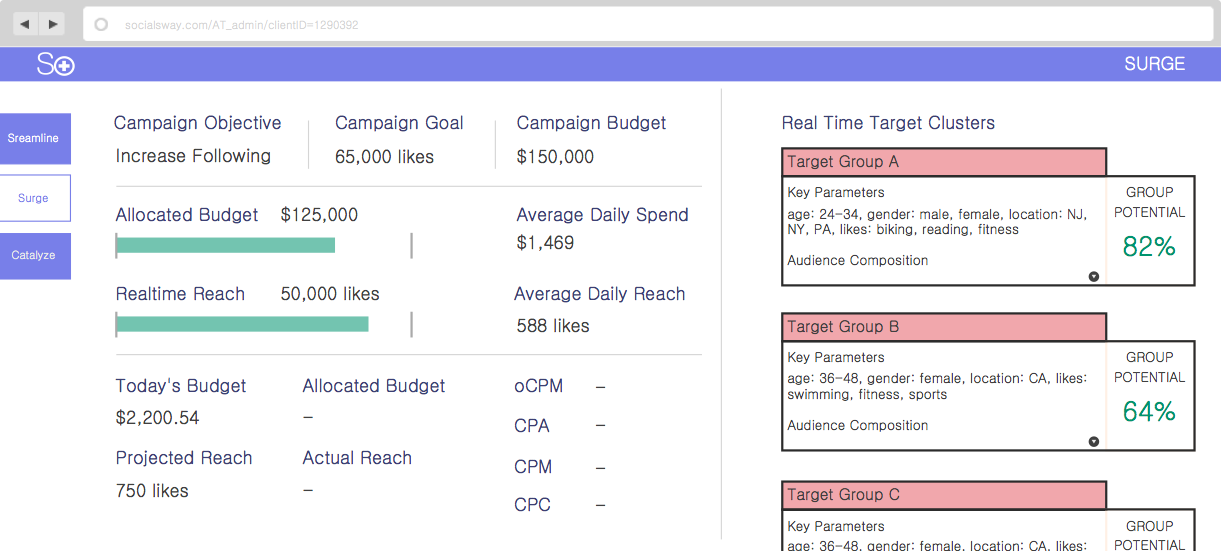 socialsway.com/AT_admin/clientID=1290392
S
SURGE
Sreamline
Surge
Catalyze
Campaign Objective
Increase Following
Campaign Goal
65,000 likes
Campaign Budget
$150,000
Allocated Budget $125,000
Average Daily Spend
$1,469
Realtime Reach 50,000 likes
Average Daily Reach
588 likes
Today's Budget
$2,200.54
Allocated Budget
–
Projected Reach
750 likes
Actual Reach
–
oCPM –
CPA –
CPM –
CPC –
Real Time Target Clusters
Target Group A
Key Parameters
age: 24-34, gender: male, female, location: NJ,
NY, PA, likes: biking, reading, fitness
Audience Composition
GROUP
POTENTIAL
82%
Target Group B
Key Parameters
age: 36-48, gender: female, location: CA, likes:
swimming, fitness, sports
Audience Composition
GROUP
POTENTIAL
64%
Target Group C
Key Parameters
age: 36-48, gender: female, location: CA, likes:
GROUP
POTENTIAL